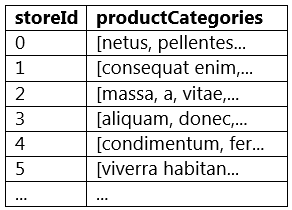 storeId productCategories
0 [netus, pellentes...
1 [consequat enim,...
2 [massa, a, vitae,...
3 [aliquam, donec,...
4 [condimentum, fer...
5 [viverra habitan...
... ...